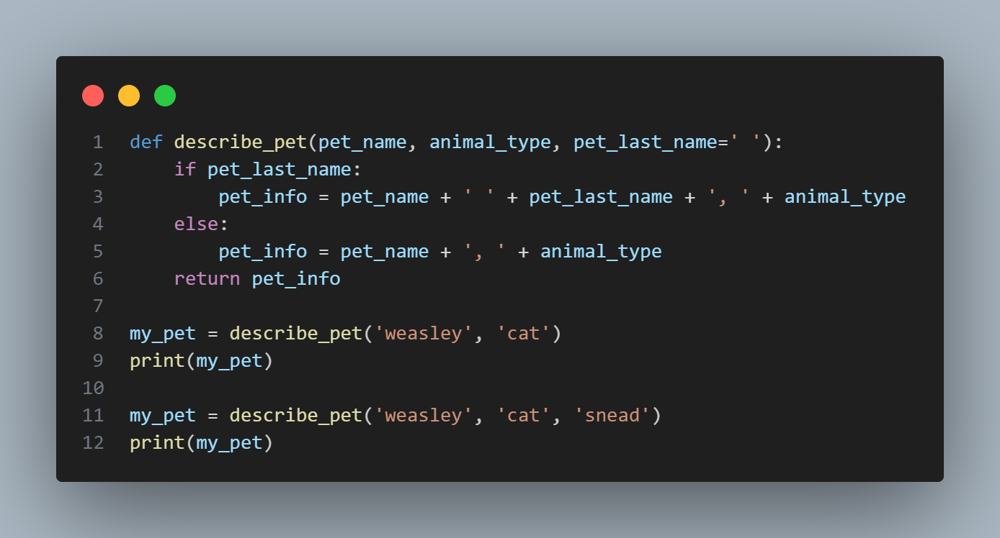 1 def describe_pet(pet_name, animal_type, pet_last_name=' '):
2     if pet_last_name:
3         pet_info = pet_name + ' ' + pet_last_name + ', ' + animal_type
4     else:
5         pet_info = pet_name + ', ' + animal_type
6     return pet_info
7
8 my_pet = describe_pet('weasley', 'cat')
9 print(my_pet)
10
11 my_pet = describe_pet('weasley', 'cat', 'snead')
12 print(my_pet)